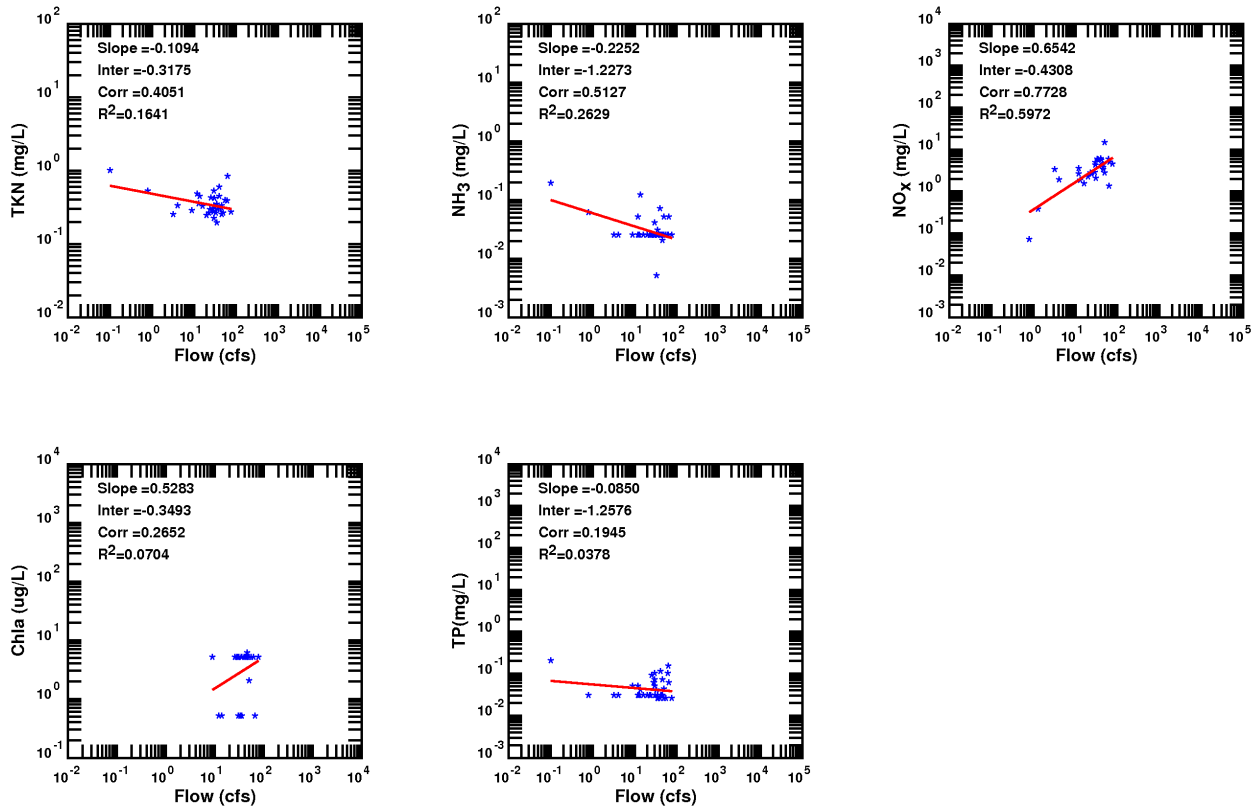 10^2
10^1
10^0
10^-1
10^-2
TKN (mg/L)
Slope =-0.1094
Inter =-0.3175
Corr =0.4051
R^2=0.1641
10^-2 10^-1 10^0 10^1 10^2 10^3 10^4 10^5
Flow (cfs)
10^2
10^1
10^0
10^-1
10^-2
10^-3
NH3 (mg/L)
Slope =-0.2252
Inter =-1.2273
Corr =0.5127
R^2=0.2629
10^-2 10^-1 10^0 10^1 10^2 10^3 10^4 10^5
Flow (cfs)
10^4
10^3
10^2
10^1
10^0
10^-1
10^-2
10^-3
NOx (mg/L)
Slope =0.6542
Inter =-0.4308
Corr =0.7728
R^2=0.5972
10^-2 10^-1 10^0 10^1 10^2 10^3 10^4 10^5
Flow (cfs)
10^4
10^3
10^2
10^1
10^0
10^-1
Chla (ug/L)
Slope =0.5283
Inter =-0.3493
Corr =0.2652
R^2=0.0704
10^-2 10^-1 10^0 10^1 10^2 10^3 10^4
Flow (cfs)
10^4
10^3
10^2
10^1
10^0
10^-1
10^-2
10^-3
TP(mg/L)
Slope =-0.0850
Inter =-1.2576
Corr =0.1945
R^2=0.0378
10^-2 10^-1 10^0 10^1 10^2 10^3 10^4 10^5
Flow (cfs)